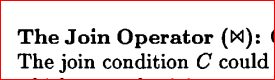 The Join Operator (⋈):
The join condition C could